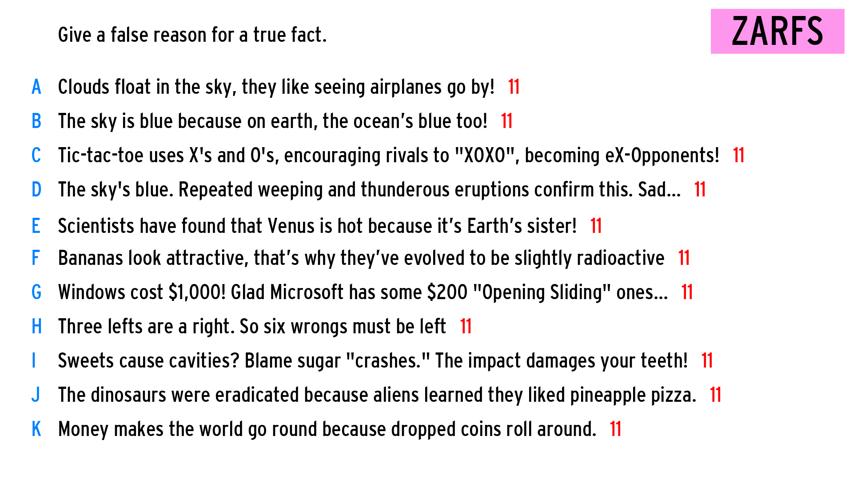 Give a false reason for a true fact.
ZARFS
A Clouds float in the sky, they like seeing airplanes go by! 11
B The sky is blue because on earth, the ocean’s blue too! 11
C Tic-tac-toe uses X's and O's, encouraging rivals to "XOXO", becoming eX-Opponents! 11
D The sky's blue. Repeated weeping and thunderous eruptions confirm this. Sad... 11
E Scientists have found that Venus is hot because it’s Earth’s sister! 11
F Bananas look attractive, that’s why they’ve evolved to be slightly radioactive 11
G Windows cost $1,000! Glad Microsoft has some $200 "Opening Sliding" ones... 11
H Three lefts are a right. So six wrongs must be left 11
I Sweets cause cavities? Blame sugar "crashes." The impact damages your teeth! 11
J The dinosaurs were eradicated because aliens learned they liked pineapple pizza. 11
K Money makes the world go round because dropped coins roll around. 11